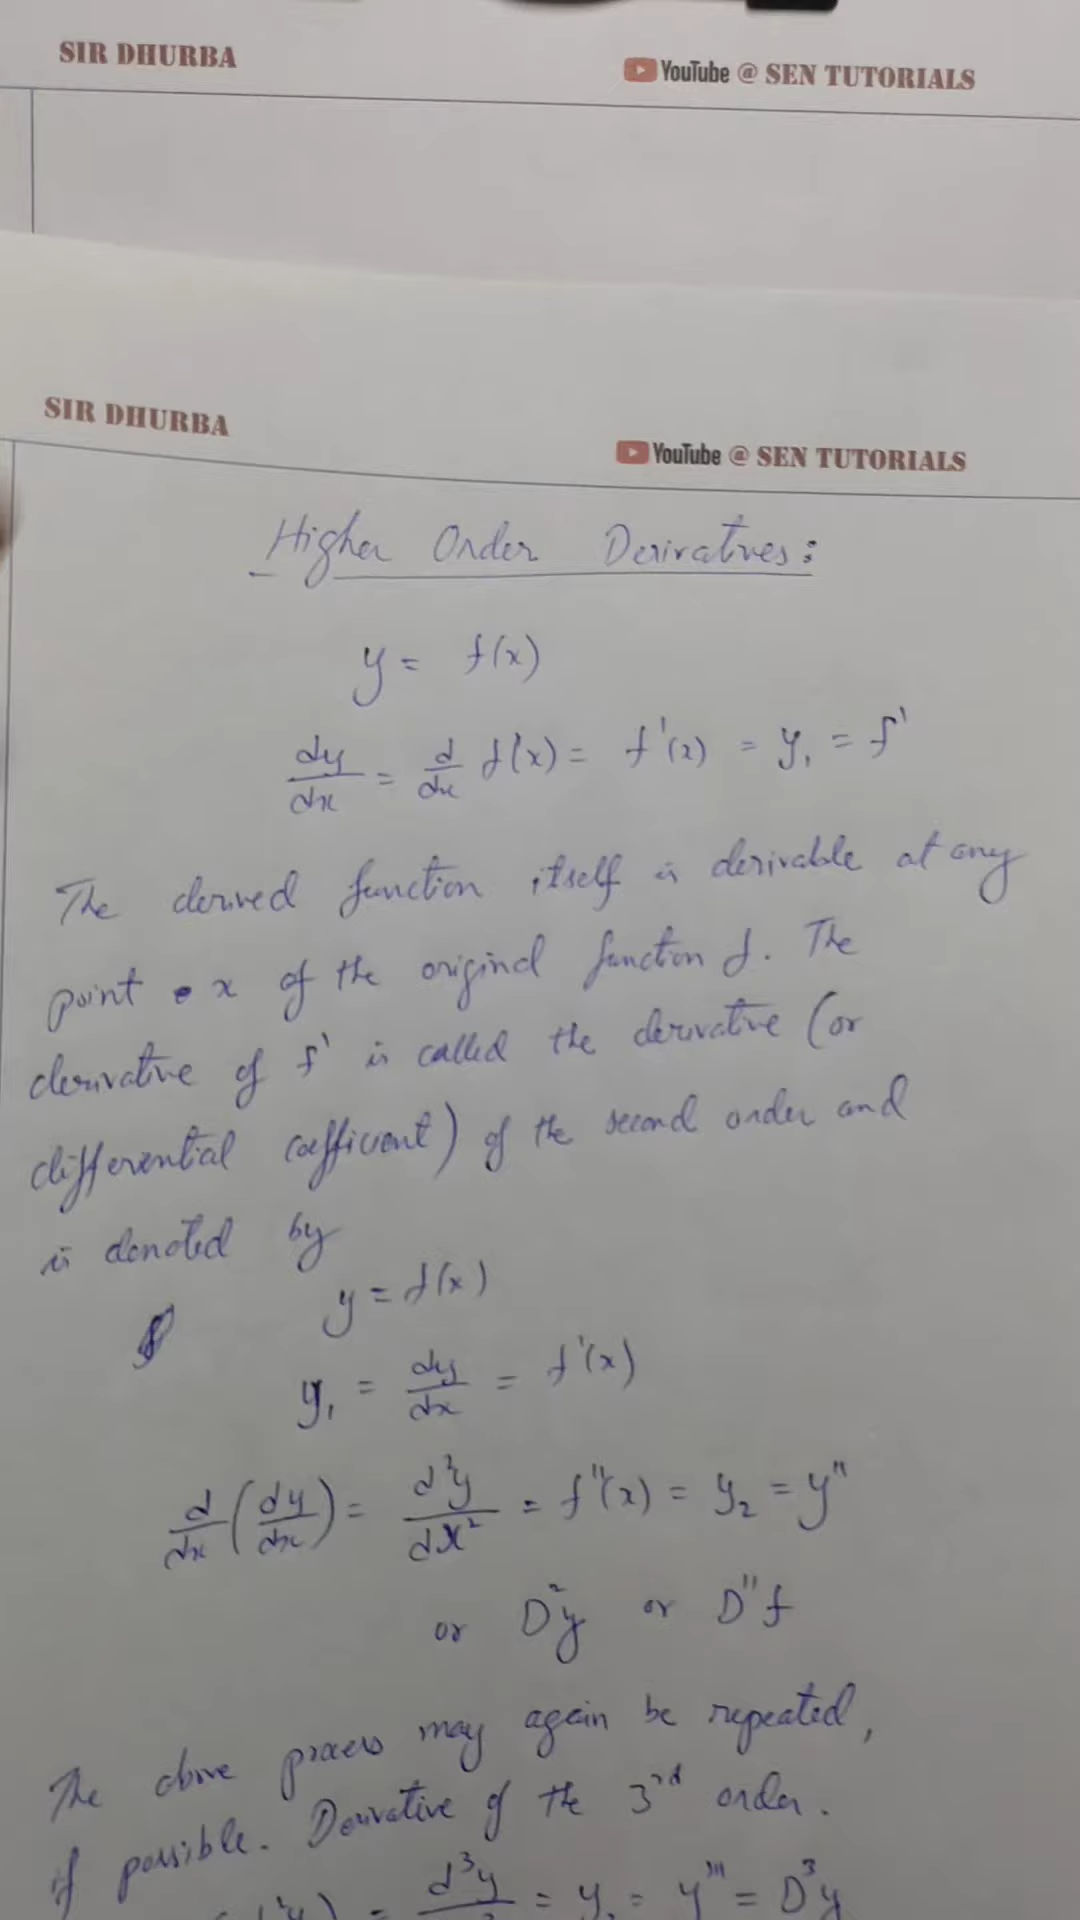 SIR DHURBA YouTube @ SEN TUTORIALS
SIR DHURBA YouTube @ SEN TUTORIALS
Higher Order Derivatives:
y = f(x)
dy/dx = d/dx f(x) = f'(x) = y₁ = f'
The derived function itself is derivable at any
point x of the original function f. The
derivative of f' is called the derivative (or
differential coefficient) of the second order and
is denoted by
y = f(x)
y₁ = dy/dx = f'(x)
d/dx (dy/dx) = d²y/dx² = f''(x) = y₂ = y''
or D²y or D''f
The above process may again be repeated,
if possible. Derivative of the 3rd order.
d³y = y = y''' = D³y